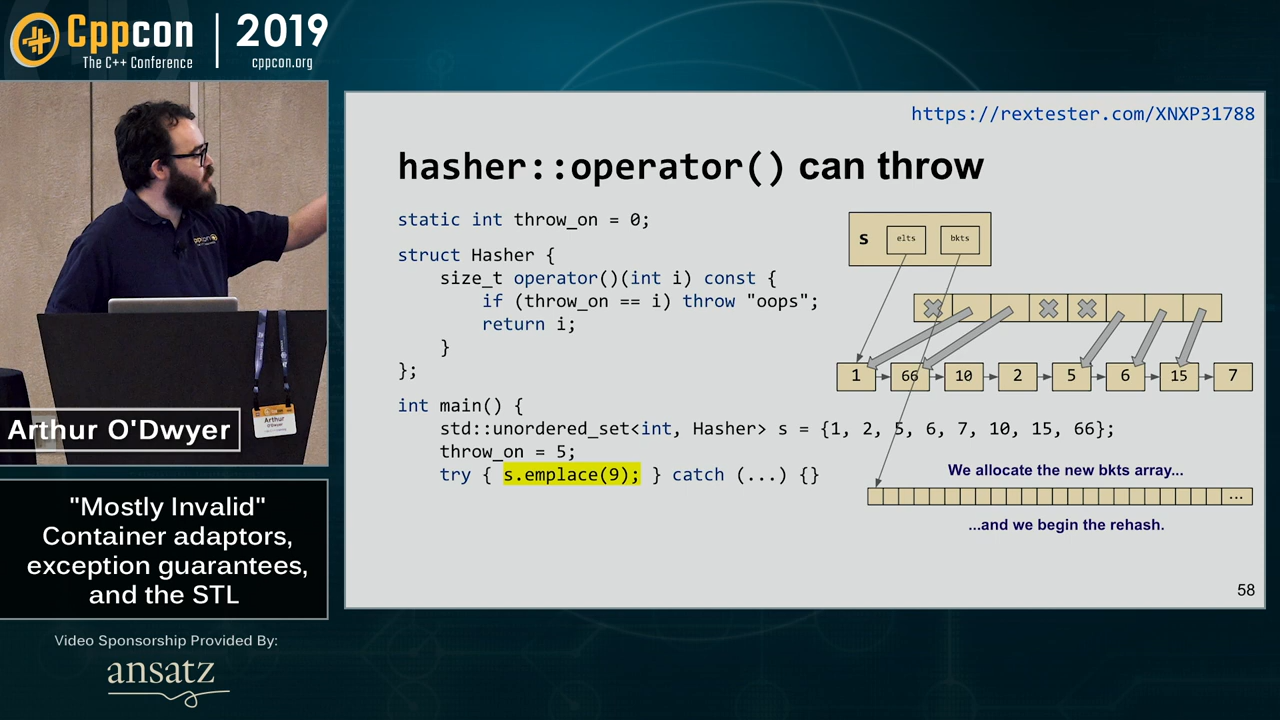 Cppcon
The C++ Conference
2019
cppcon.org
Arthur
O'Dwyer
Arthur O'Dwyer
"Mostly Invalid"
Container adaptors,
exception guarantees,
and the STL
Video Sponsorship Provided By:
ansatz
https://rextester.com/XNXP31788
hasher::operator() can throw
static int throw_on = 0;
struct Hasher {
size_t operator()(int i) const {
if (throw_on == i) throw "oops";
return i;
}
};
int main() {
std::unordered_set<int, Hasher> s = {1, 2, 5, 6, 7, 10, 15, 66};
throw_on = 5;
try { s.emplace(9); } catch (...) {}
s elts bkts
1 66 10 2 5 6 15 7
We allocate the new bkts array...
...
...and we begin the rehash.
58